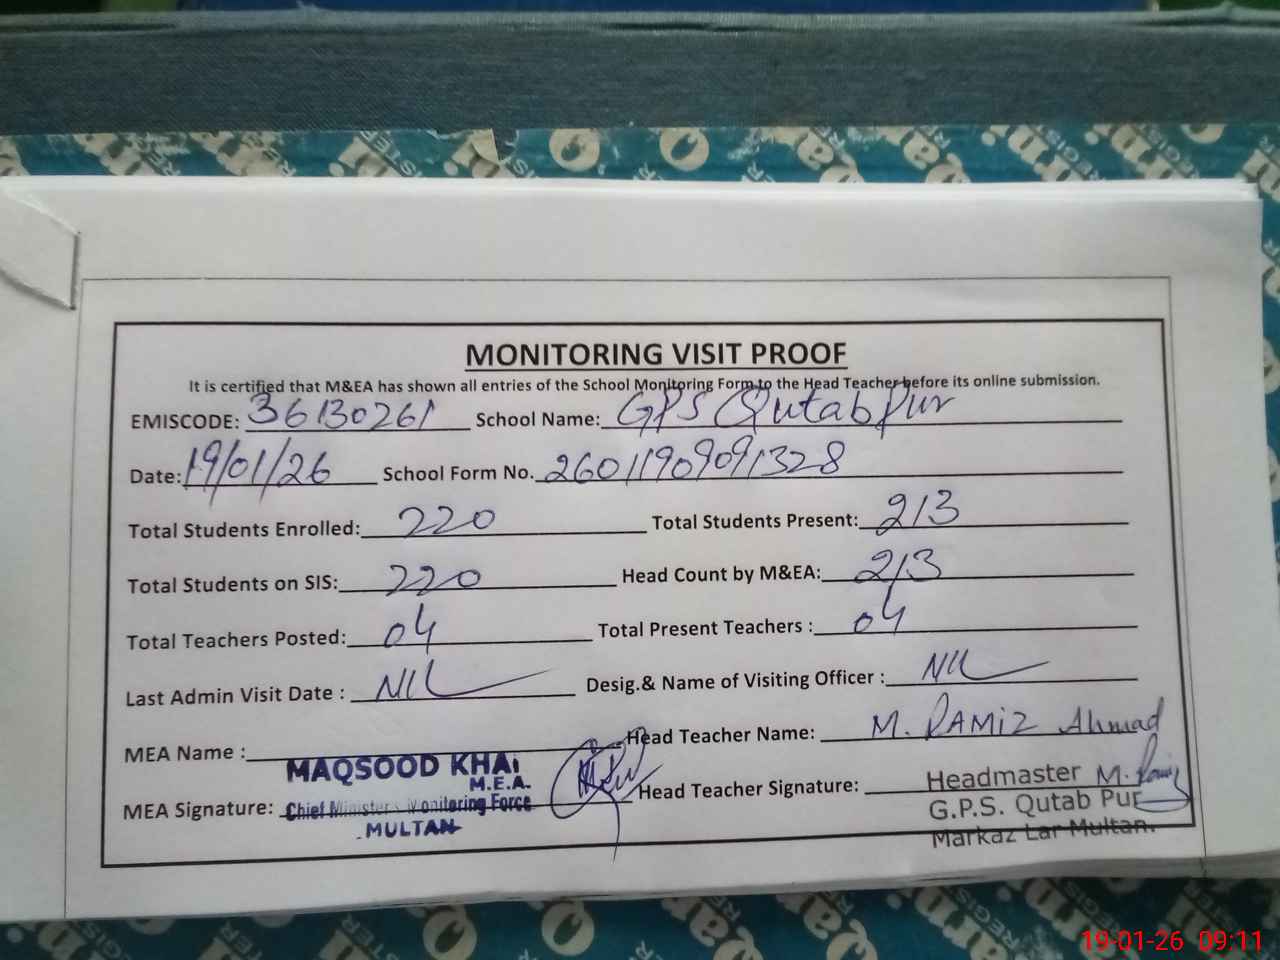 MONITORING VISIT PROOF
It is certified that M&EA has shown all entries of the School Monitoring Form to the Head Teacher before its online submission.
EMISCODE: 36130261 School Name: GPS Qutab Pur
Date: 19/01/26 School Form No. 26011909091328
Total Students Enrolled: 220 Total Students Present: 213
Total Students on SIS: 220 Head Count by M&EA: 213
Total Teachers Posted: 04 Total Present Teachers : 04
Last Admin Visit Date : NIL Desig.& Name of Visiting Officer : NIL
MEA Name : Head Teacher Name: M. RAMIZ Ahmad
MAQSOOD KHAN
M.E.A.
MEA Signature: Chief Minister's Monitoring Force
MULTAN
Head Teacher Signature: Headmaster M. Ramiz
G.P.S. Qutab Pur
Markaz Lar Multan.
19-01-26 09:11